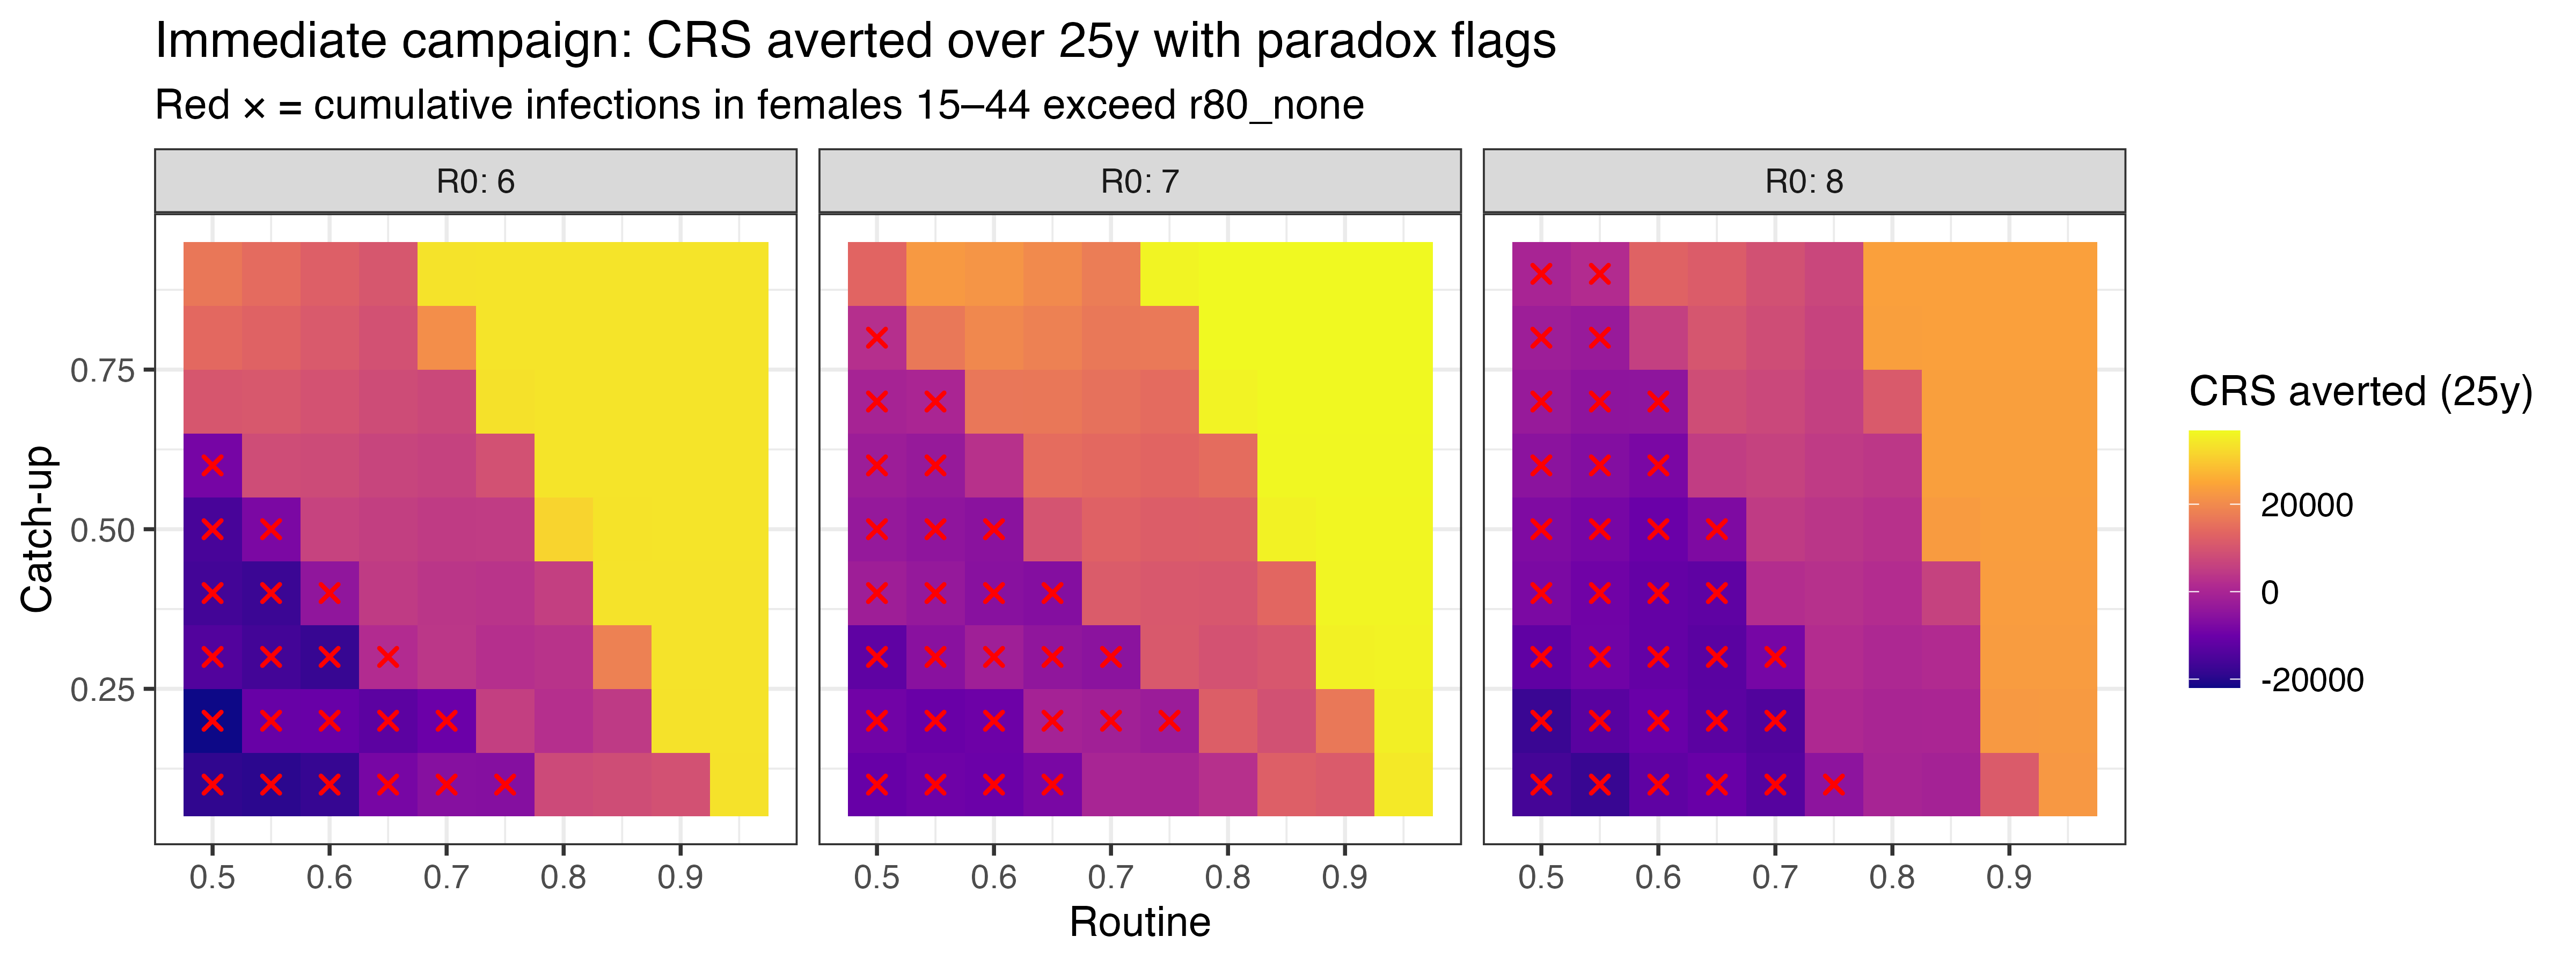 Immediate campaign: CRS averted over 25y with paradox flags
Red × = cumulative infections in females 15–44 exceed r80_none
R0: 6
R0: 7
R0: 8
Catch-up
0.75
0.50
0.25
0.5 0.6 0.7 0.8 0.9
0.5 0.6 0.7 0.8 0.9
0.5 0.6 0.7 0.8 0.9
Routine
CRS averted (25y)
20000
0
-20000